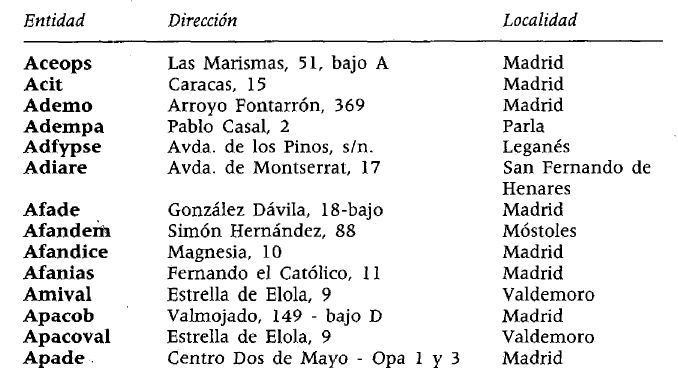 Entidad Dirección Localidad
Aceops Las Marismas, 51, bajo A Madrid
Acit Caracas, 15 Madrid
Ademo Arroyo Fontarrón, 369 Madrid
Adempa Pablo Casal, 2 Parla
Adfypse Avda. de los Pinos, s/n. Leganés
Adiare Avda. de Montserrat, 17 San Fernando de
Henares
Afade González Dávila, 18-bajo Madrid
Afandem Simón Hernández, 88 Móstoles
Afandice Magnesia, 10 Madrid
Afanias Fernando el Católico, 11 Madrid
Amival Estrella de Elola, 9 Valdemoro
Apacob Valmojado, 149 - bajo D Madrid
Apacoval Estrella de Elola, 9 Valdemoro
Apade Centro Dos de Mayo - Opa 1 y 3 Madrid